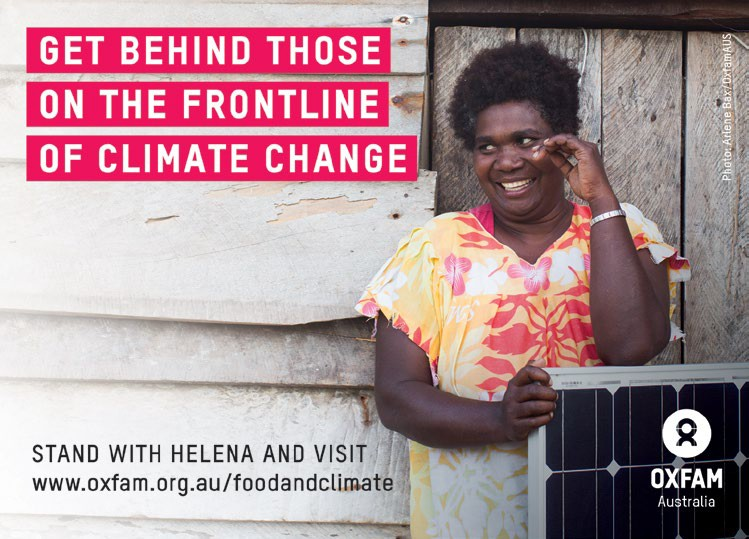 GET BEHIND THOSE
ON THE FRONTLINE
OF CLIMATE CHANGE
Photo: Arlene Bax/OxfamAUS
STAND WITH HELENA AND VISIT
www.oxfam.org.au/foodandclimate
OXFAM
Australia